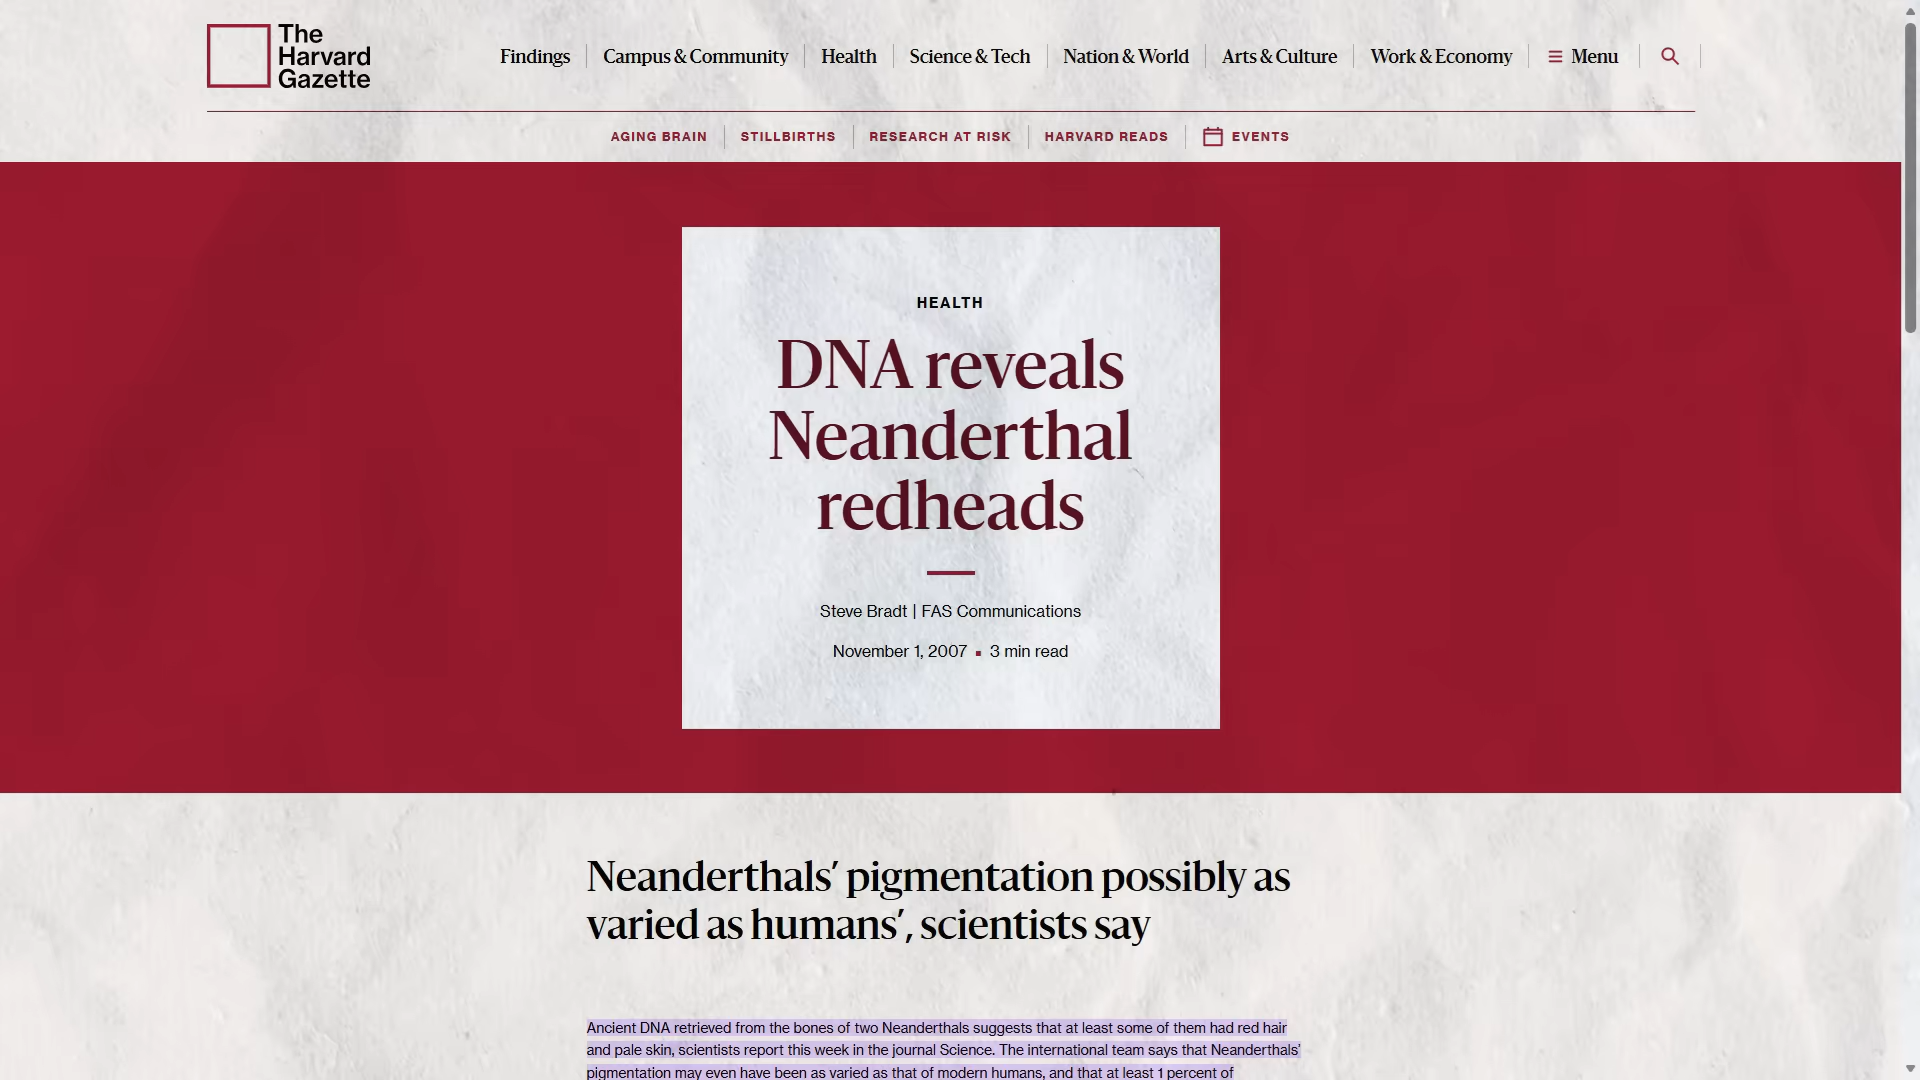 The
Harvard
Gazette
Findings
Campus & Community
Health
Science & Tech
Nation & World
Arts & Culture
Work & Economy
Menu
AGING BRAIN
STILLBIRTHS
RESEARCH AT RISK
HARVARD READS
EVENTS
HEALTH
DNA reveals
Neanderthal
redheads
Steve Bradt | FAS Communications
November 1, 2007 ▪ 3 min read
Neanderthals’ pigmentation possibly as
varied as humans’, scientists say
Ancient DNA retrieved from the bones of two Neanderthals suggests that at least some of them had red hair
and pale skin, scientists report this week in the journal Science. The international team says that Neanderthals’
pigmentation may even have been as varied as that of modern humans, and that at least 1 percent of